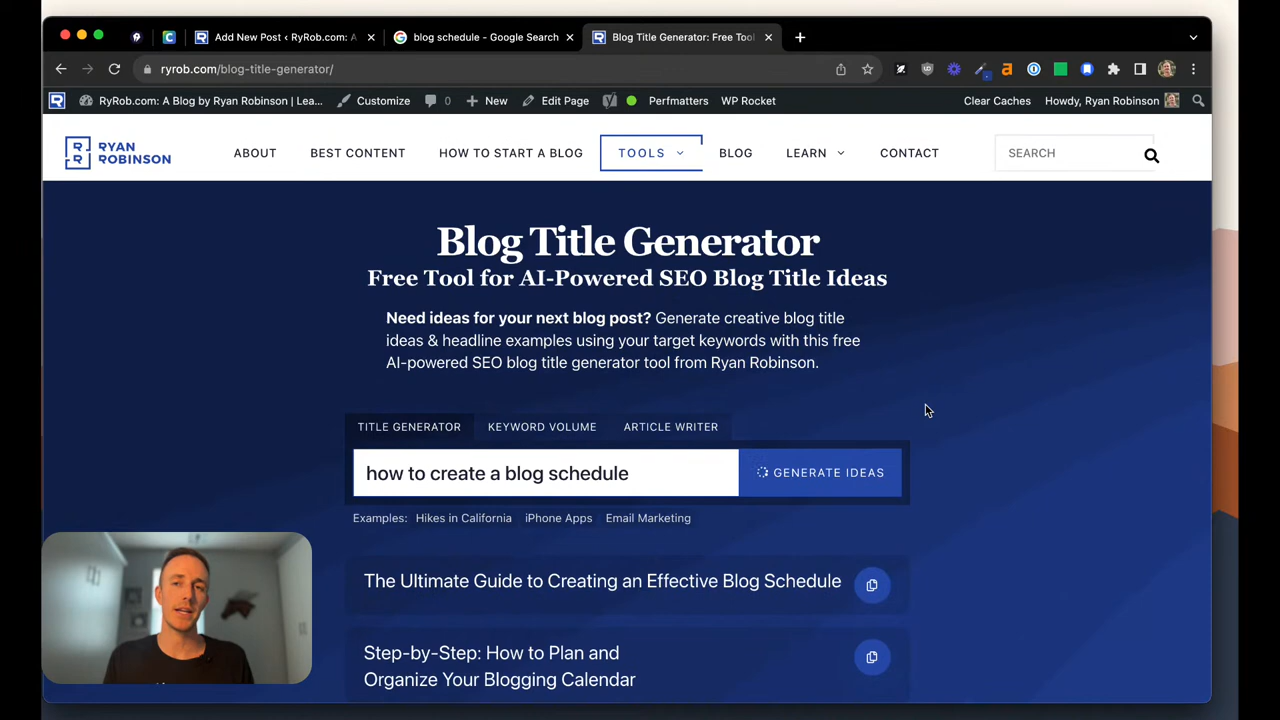 Add New Post ‹ RyRob.com: A
blog schedule - Google Search
Blog Title Generator: Free Tool
ryrob.com/blog-title-generator/
RyRob.com: A Blog by Ryan Robinson | Lea...
Customize
0
New
Edit Page
Perfmatters
WP Rocket
Clear Caches
Howdy, Ryan Robinson
RYAN
ROBINSON
ABOUT
BEST CONTENT
HOW TO START A BLOG
TOOLS
BLOG
LEARN
CONTACT
SEARCH
Blog Title Generator
Free Tool for AI-Powered SEO Blog Title Ideas
Need ideas for your next blog post? Generate creative blog title
ideas & headline examples using your target keywords with this free
AI-powered SEO blog title generator tool from Ryan Robinson.
TITLE GENERATOR
KEYWORD VOLUME
ARTICLE WRITER
how to create a blog schedule
GENERATE IDEAS
Examples: Hikes in California iPhone Apps Email Marketing
The Ultimate Guide to Creating an Effective Blog Schedule
Step-by-Step: How to Plan and
Organize Your Blogging Calendar